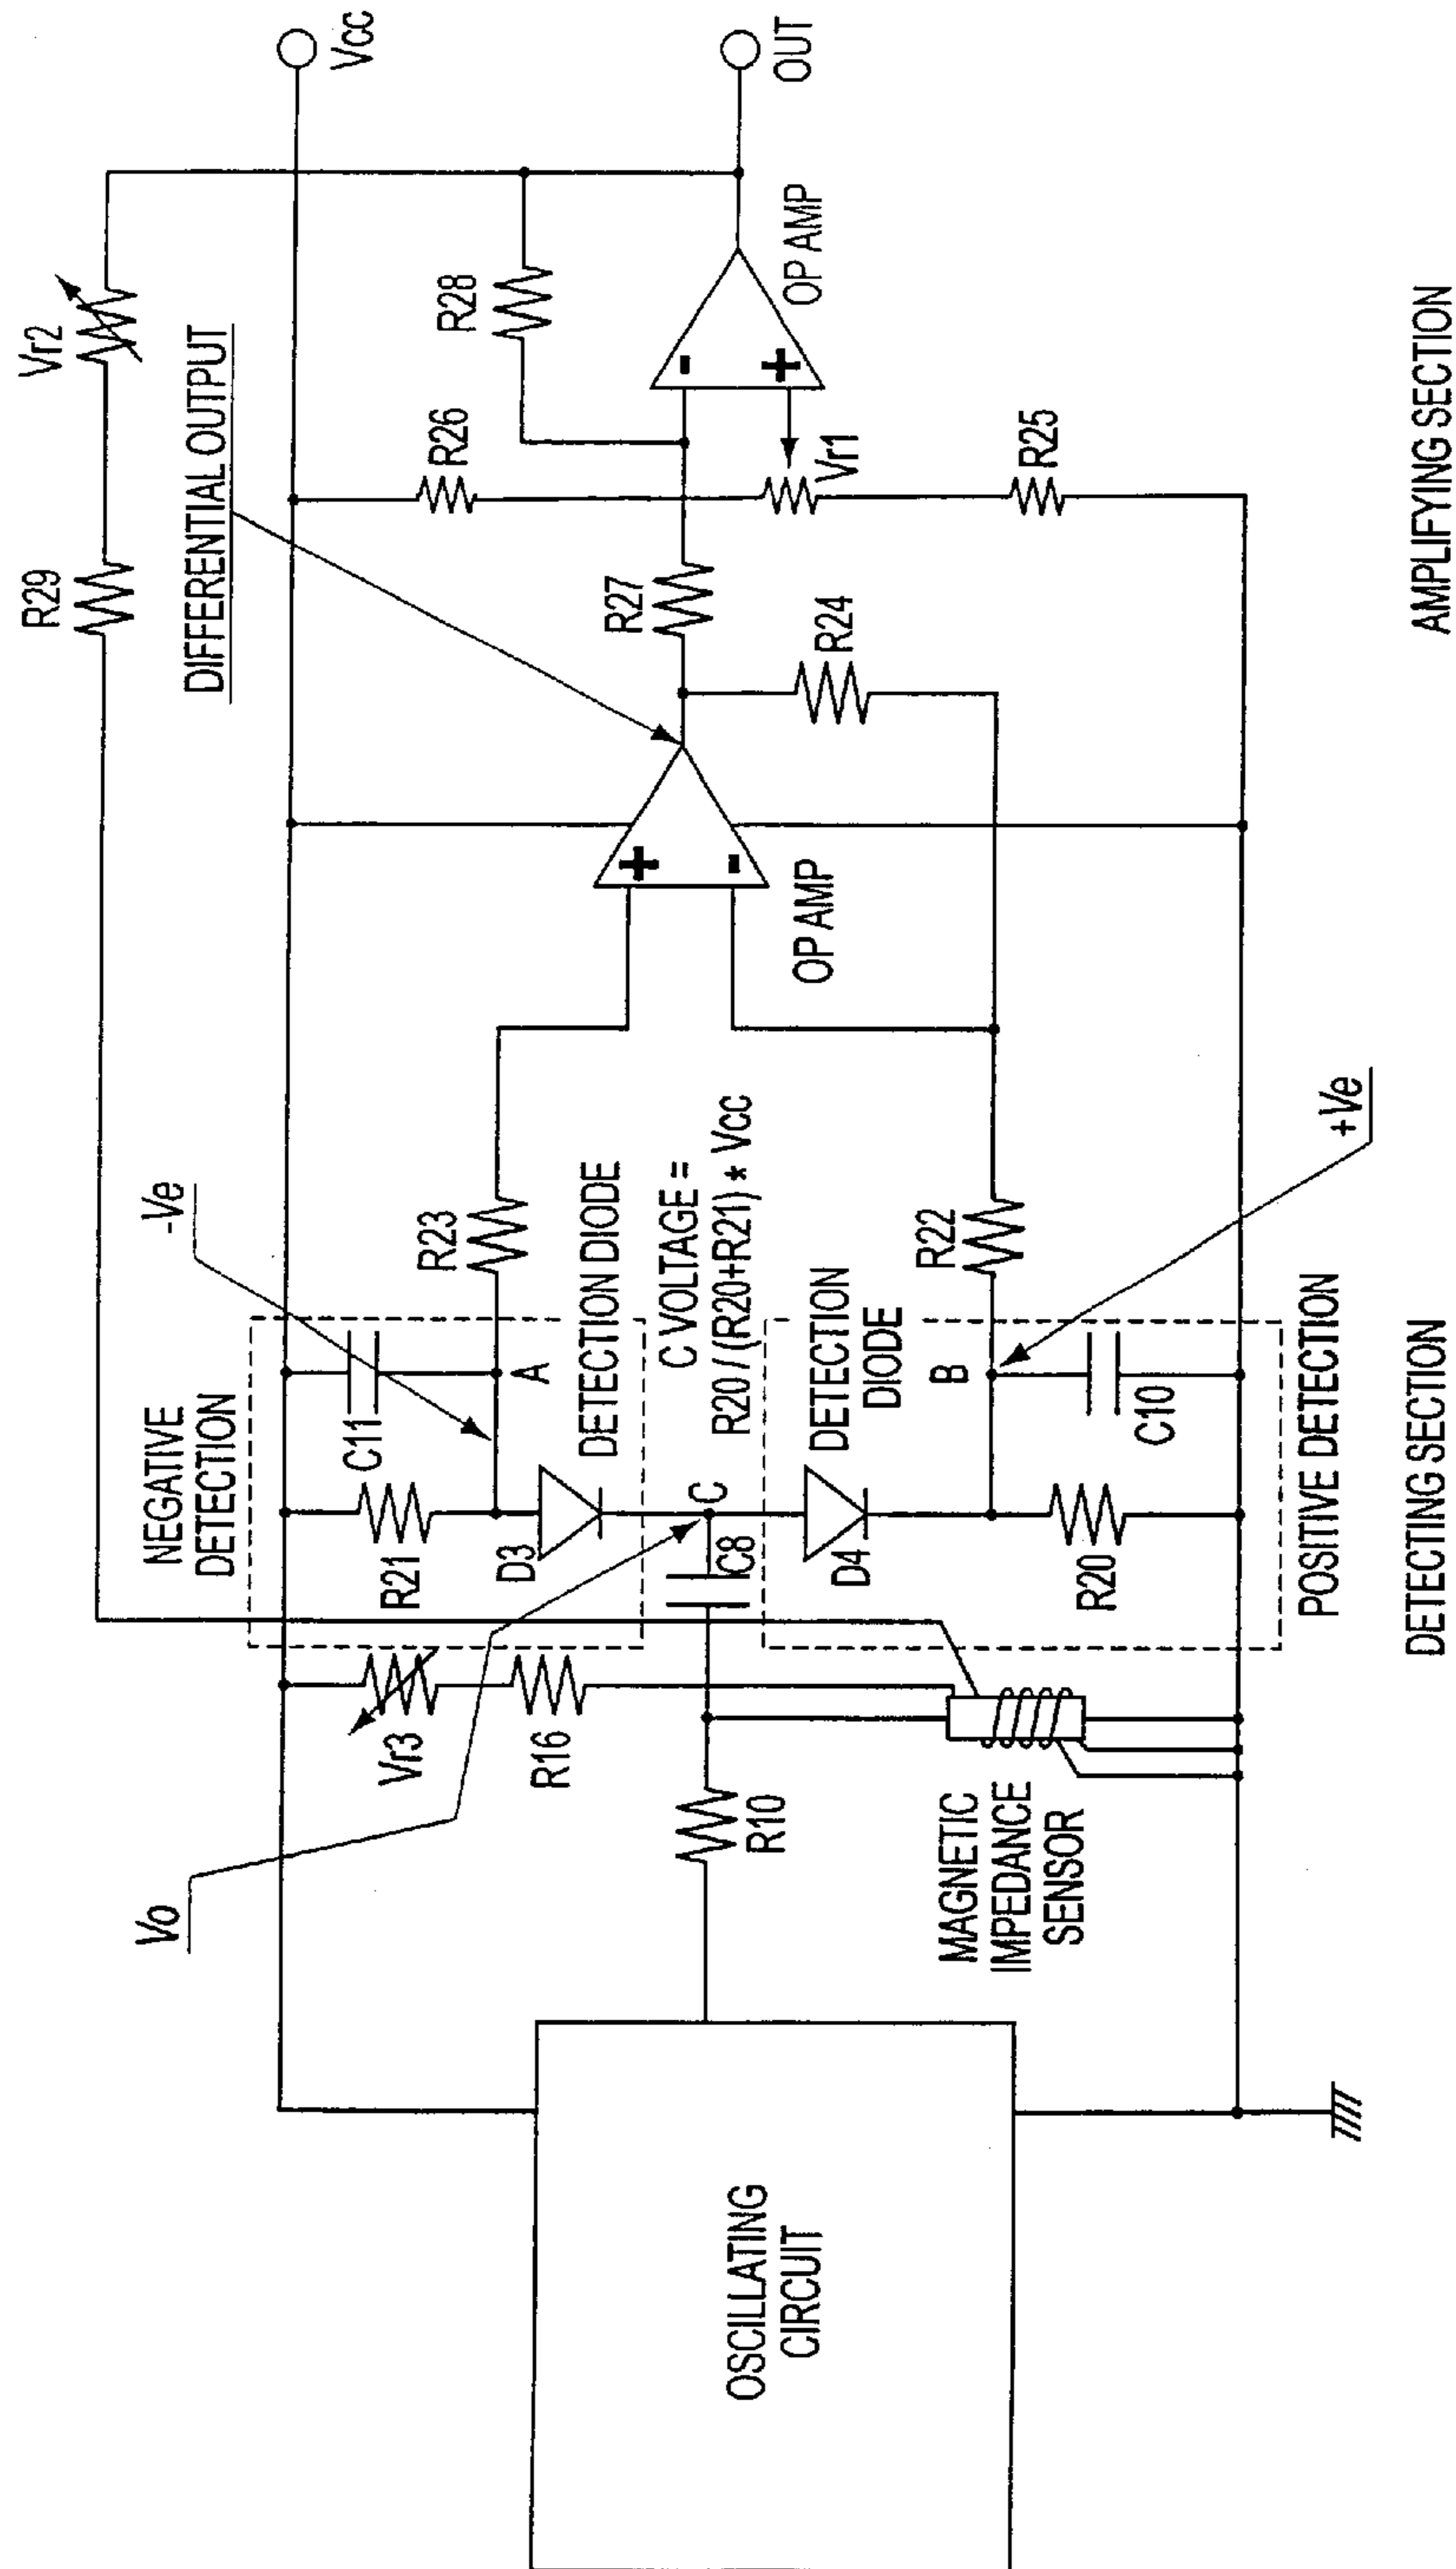 Vcc
OUT
Vr2
R29
DIFFERENTIAL OUTPUT
R28
OP AMP
R26
Vr1
R25
R27
R24
OP AMP
-Ve
R23
R22
+Ve
NEGATIVE
DETECTION
C11
A
R21
D3
DETECTION DIODE
C VOLTAGE =
R20 / (R20+R21) * Vcc
C
C8
DETECTION
DIODE
B
D4
C10
R20
POSITIVE DETECTION
Vr3
R16
Vo
R10
MAGNETIC
IMPEDANCE
SENSOR
OSCILLATING
CIRCUIT
DETECTING SECTION
AMPLIFYING SECTION